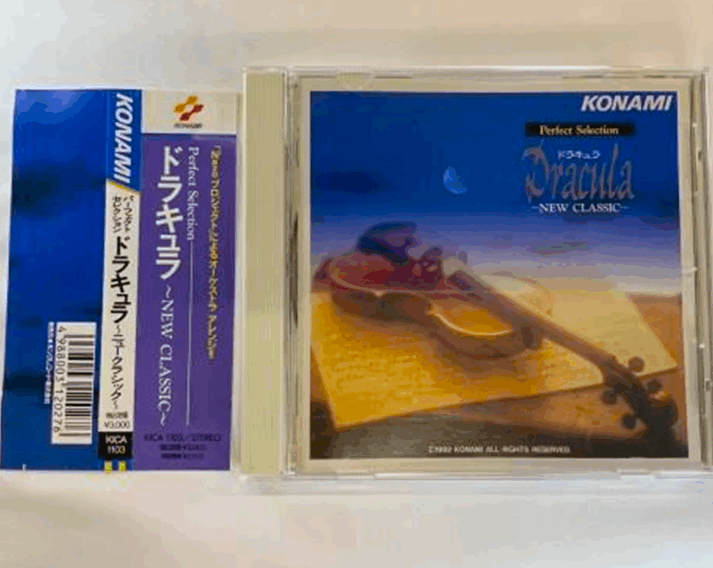 KONAMI
パーフェクト
セレクション
ドラキュラ
~ニュークラシック~
¥3,000
KICA
1103
4988003120276
KONAMI
Perfect Selection
ドラキュラ
~NEW CLASSIC~
KICA 1103/STEREO
KONAMI
Perfect Selection
ドラキュラ
Dracula
~NEW CLASSIC~
©1992 KONAMI ALL RIGHTS RESERVED